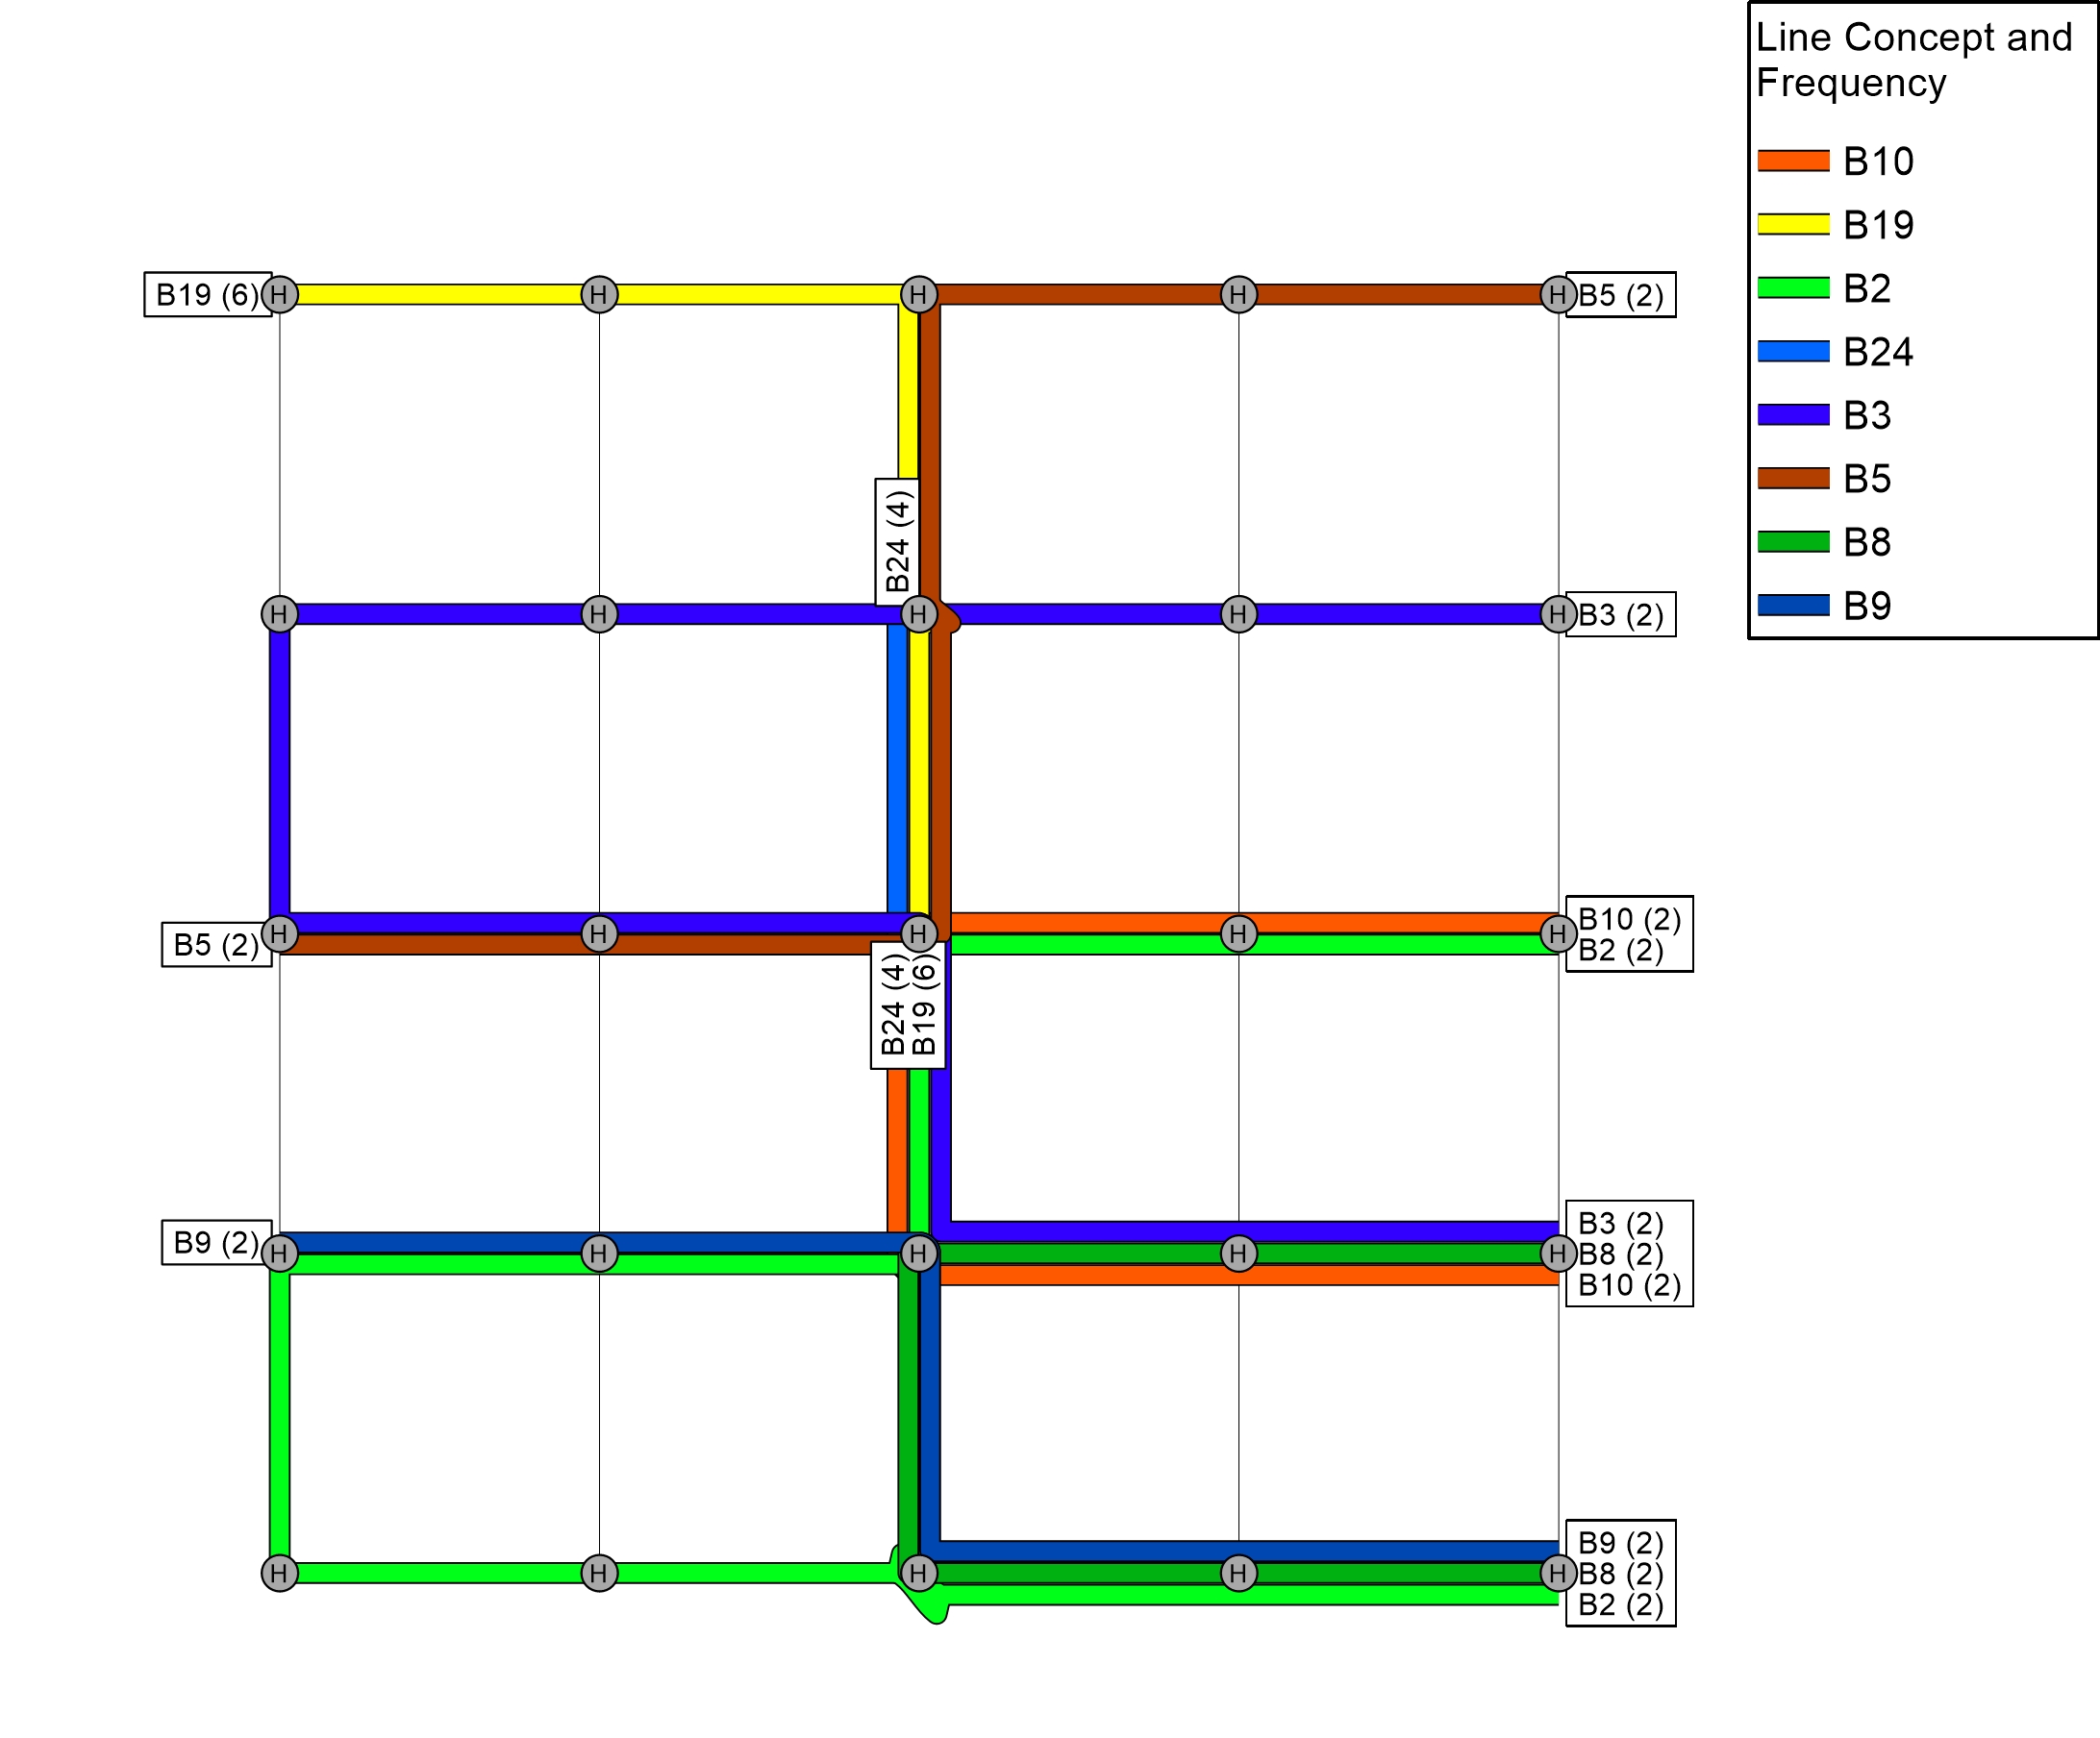 Line Concept and
Frequency
B10
B19
B2
B24
B3
B5
B8
B9
B19 (6)
H
H
H
H
H
B5 (2)
B24 (4)
H
H
H
H
H
B3 (2)
B5 (2)
H
H
H
H
H
B10 (2)
B2 (2)
B24 (4)
B19 (6)
B9 (2)
H
H
H
H
H
B3 (2)
B8 (2)
B10 (2)
H
H
H
H
H
B9 (2)
B8 (2)
B2 (2)